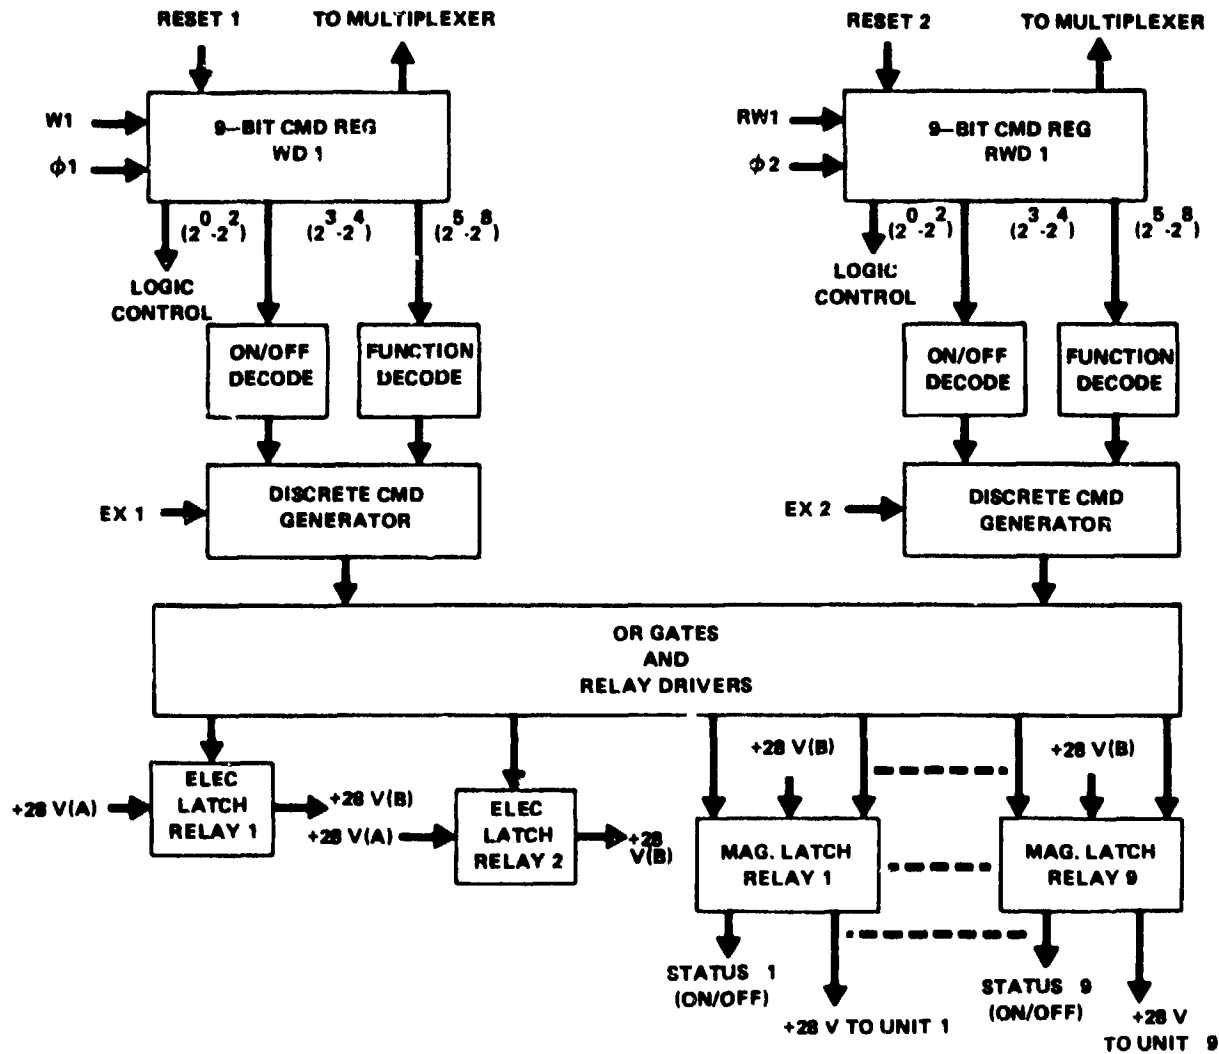 RESET 1
TO MULTIPLEXER
RESET 2
TO MULTIPLEXER
W1
ϕ1
9-BIT CMD REG
WD 1
RW1
ϕ2
9-BIT CMD REG
RWD 1
(2⁰-2²)
(2³-2⁴)
(2⁵-2⁸)
(2⁰-2²)
(2³-2⁴)
(2⁵-2⁸)
LOGIC
CONTROL
LOGIC
CONTROL
ON/OFF
DECODE
FUNCTION
DECODE
ON/OFF
DECODE
FUNCTION
DECODE
EX 1
DISCRETE CMD
GENERATOR
EX 2
DISCRETE CMD
GENERATOR
OR GATES
AND
RELAY DRIVERS
+28 V(A)
ELEC
LATCH
RELAY 1
+28 V(B)
+28 V(A)
ELEC
LATCH
RELAY 2
+28
V(B)
+28 V(B)
+28 V(B)
MAG. LATCH
RELAY 1
MAG. LATCH
RELAY 9
STATUS 1
(ON/OFF)
+28 V TO UNIT 1
STATUS 9
(ON/OFF)
+28 V
TO UNIT 9